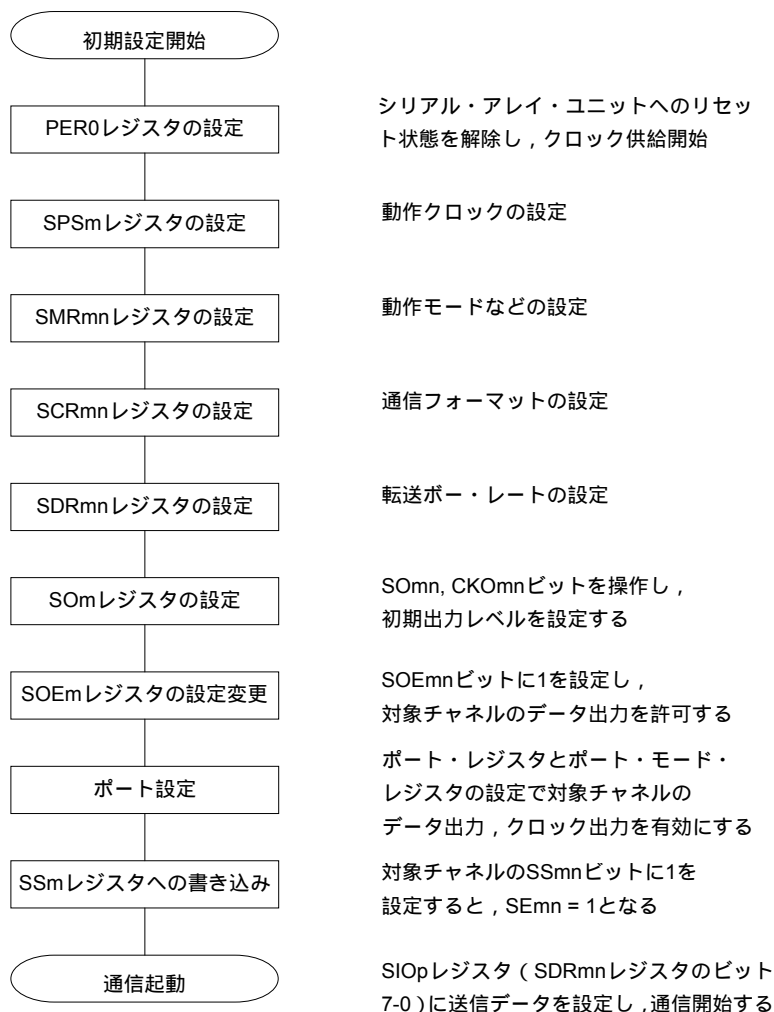 初期設定開始
PER0レジスタの設定
シリアル・アレイ・ユニットへのリセッ
ト状態を解除し，クロック供給開始
SPSmレジスタの設定
動作クロックの設定
SMRmnレジスタの設定
動作モードなどの設定
SCRmnレジスタの設定
通信フォーマットの設定
SDRmnレジスタの設定
転送ボー・レートの設定
SOmレジスタの設定
SOmn, CKOmnビットを操作し，
初期出力レベルを設定する
SOEmレジスタの設定変更
SOEmnビットに1を設定し，
対象チャネルのデータ出力を許可する
ポート設定
ポート・レジスタとポート・モード・
レジスタの設定で対象チャネルの
データ出力，クロック出力を有効にする
SSmレジスタへの書き込み
対象チャネルのSSmnビットに1を
設定すると，SEmn = 1となる
通信起動
SIOpレジスタ（SDRmnレジスタのビット
7-0）に送信データを設定し，通信開始する